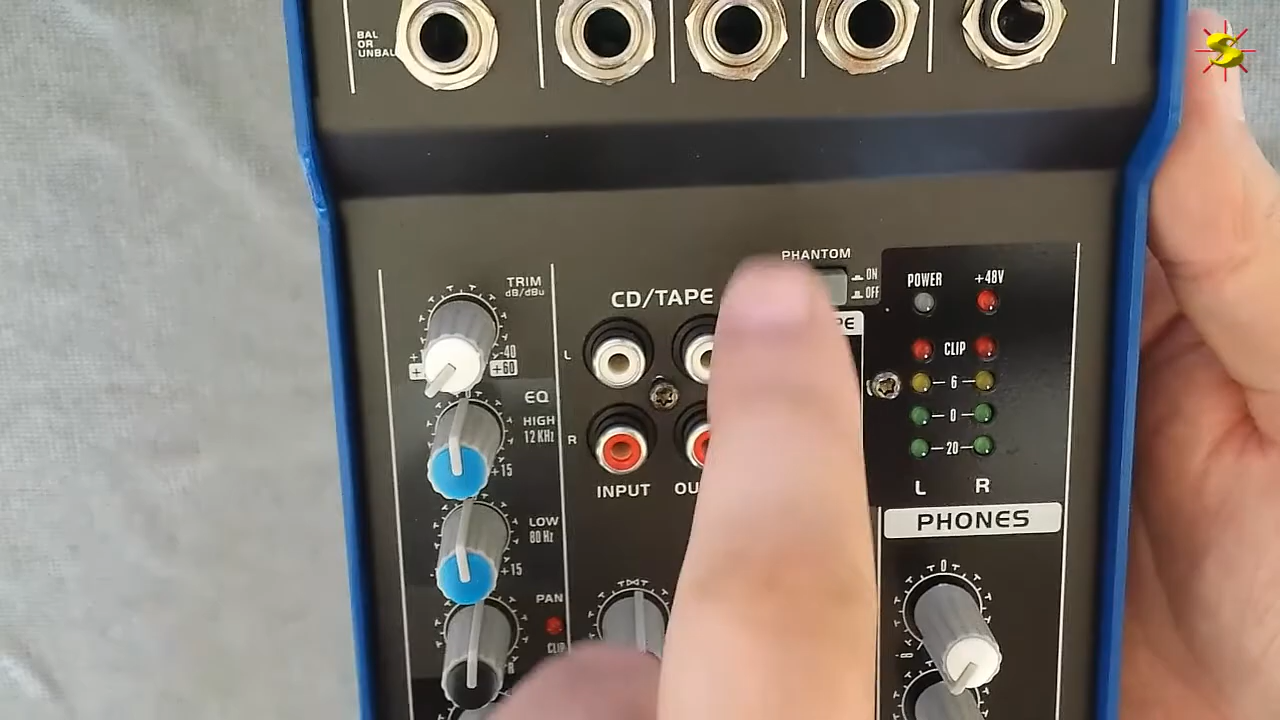 BAL
OR
UNBAL
PHANTOM
ON
OFF
POWER
+48V
TRIM
dB/dBu
CD/TAPE
CLIP
L
-40
+60
6
EQ
HIGH
12 KHz
0
R
+15
20
INPUT
L R
PHONES
LOW
80 Hz
+15
0
PAN
CLIP
R
-∞